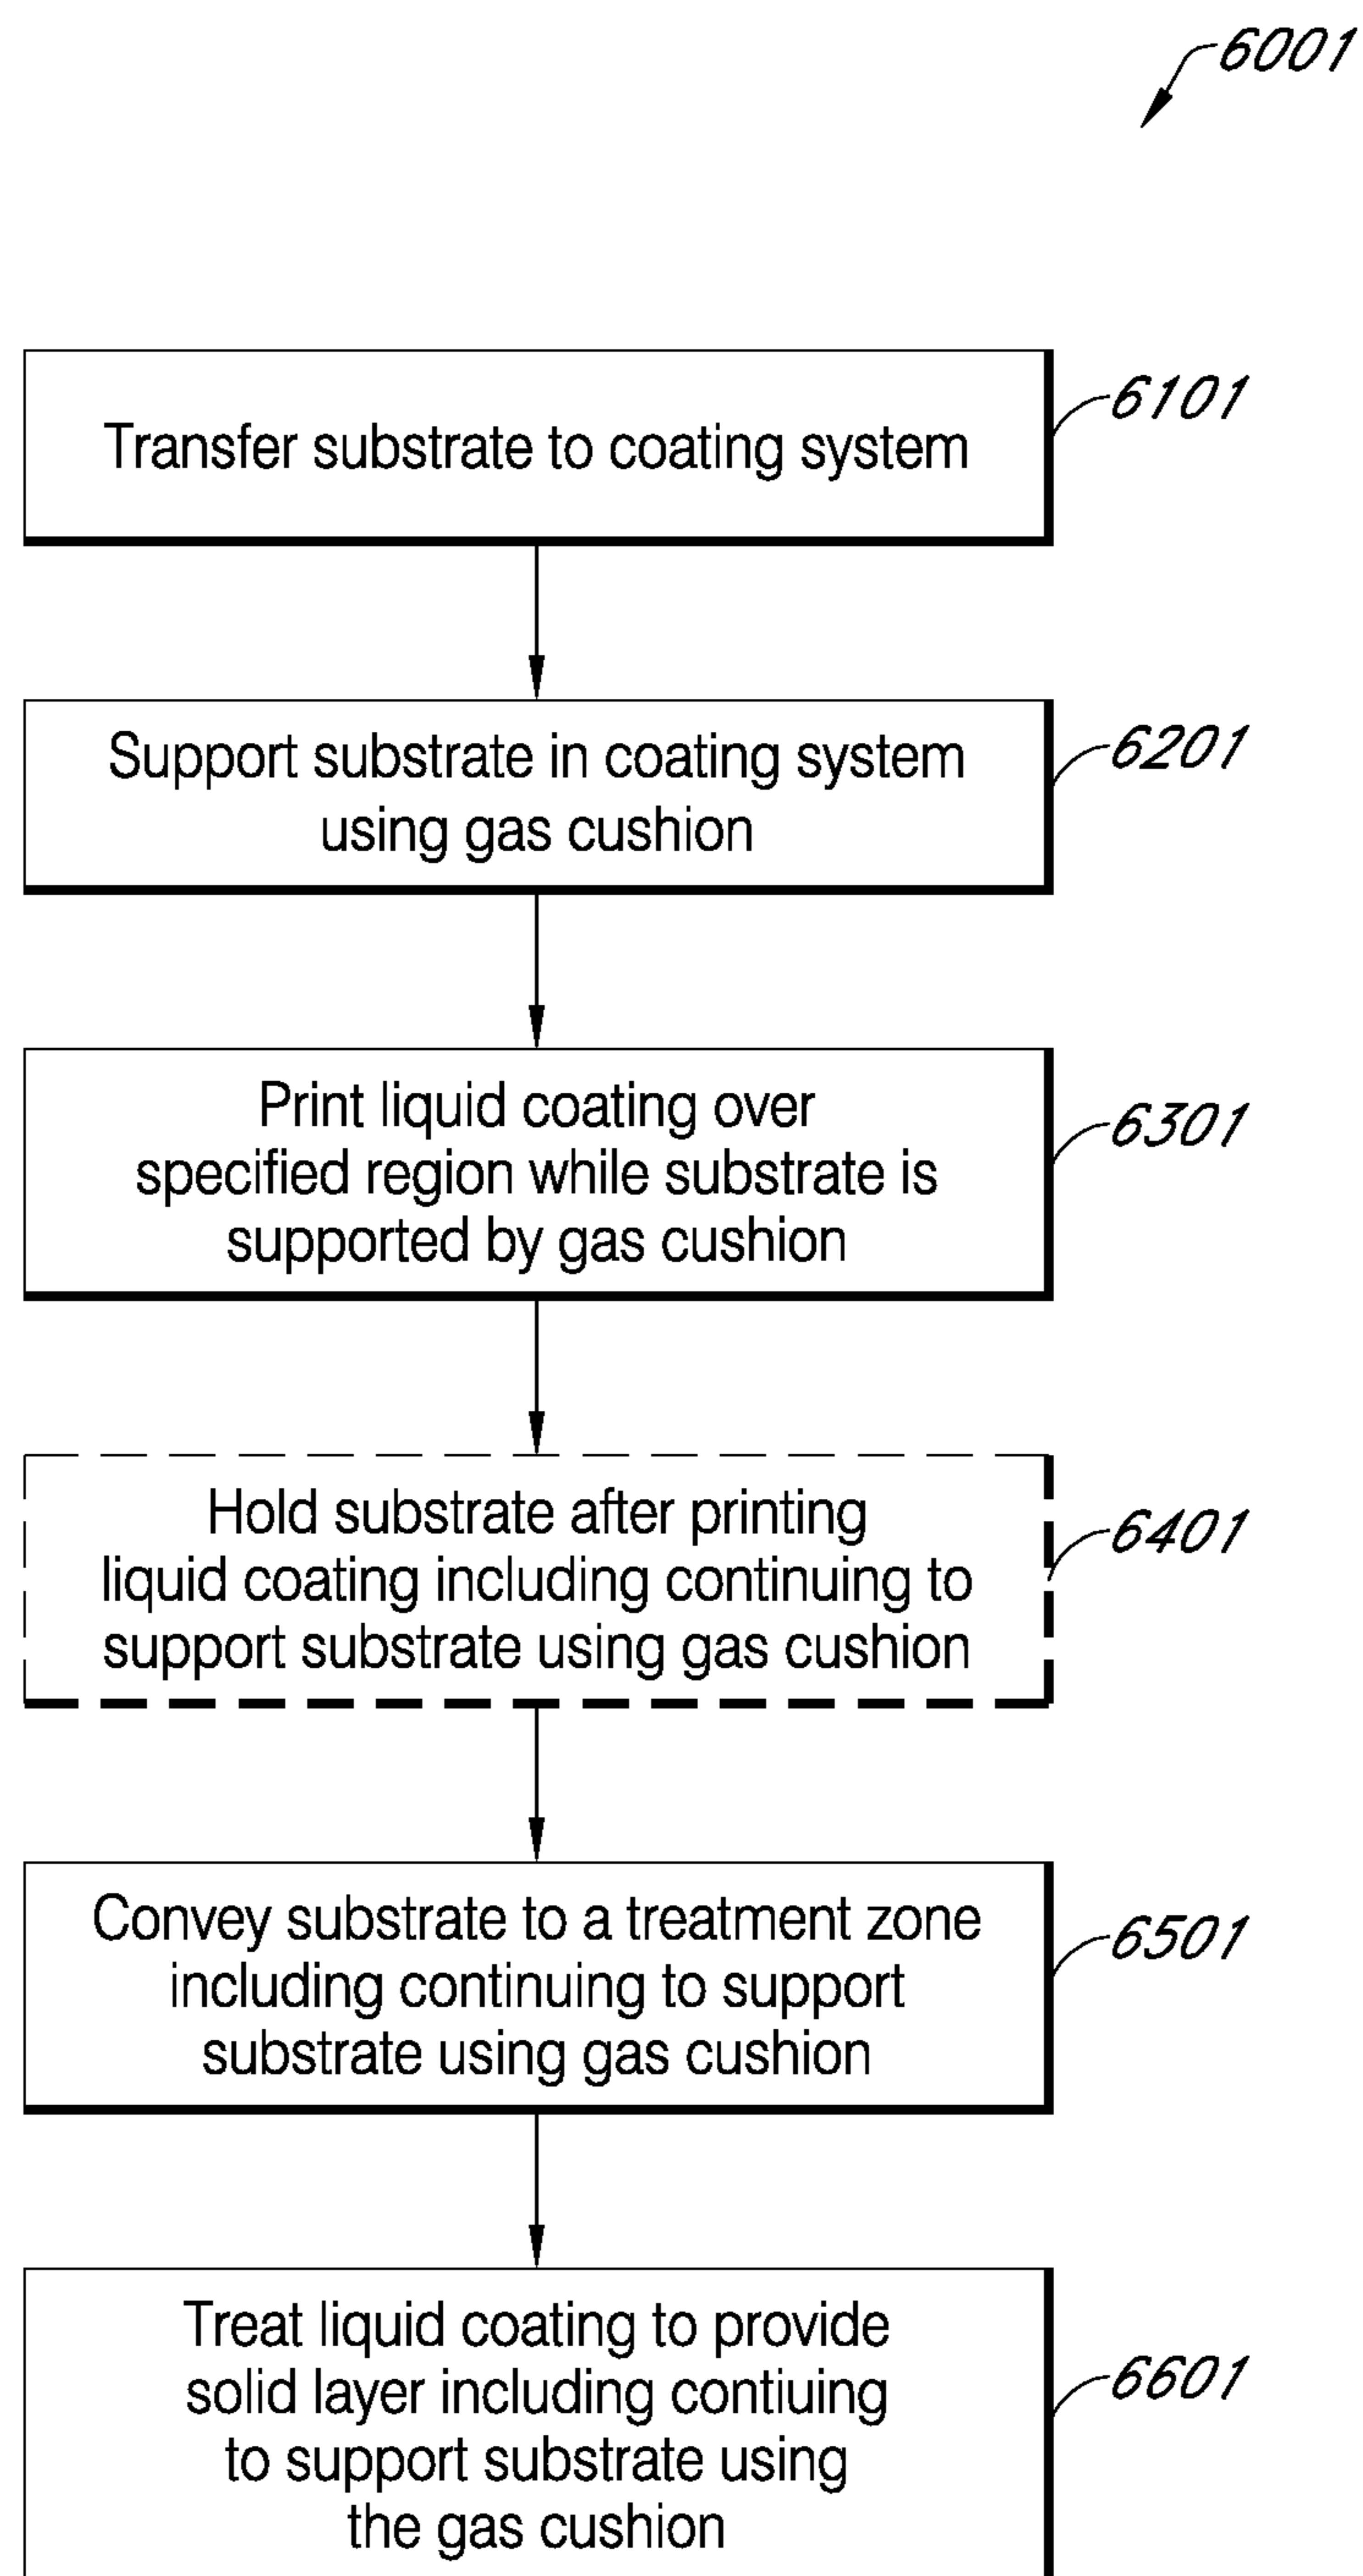 6001
Transfer substrate to coating system
6101
Support substrate in coating system
using gas cushion
6201
Print liquid coating over
specified region while substrate is
supported by gas cushion
6301
Hold substrate after printing
liquid coating including continuing to
support substrate using gas cushion
6401
Convey substrate to a treatment zone
including continuing to support
substrate using gas cushion
6501
Treat liquid coating to provide
solid layer including contiuing
to support substrate using
the gas cushion
6601